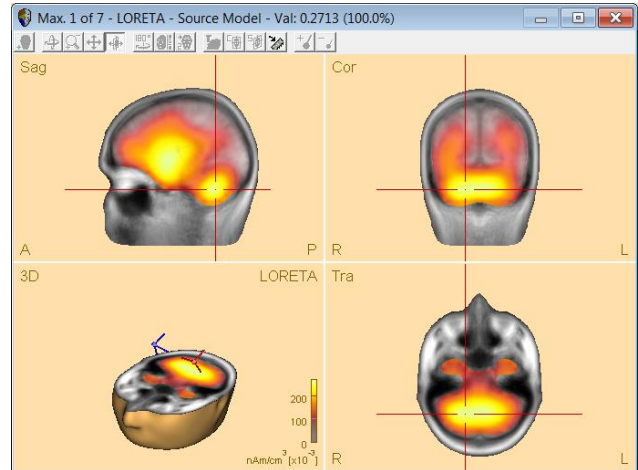 Max. 1 of 7 - LORETA - Source Model - Val: 0.2713 (100.0%)
Sag
A P
Cor
R L
3D LORETA
200
100
0
nAm/cm³ [x10⁻³]
Tra
R L